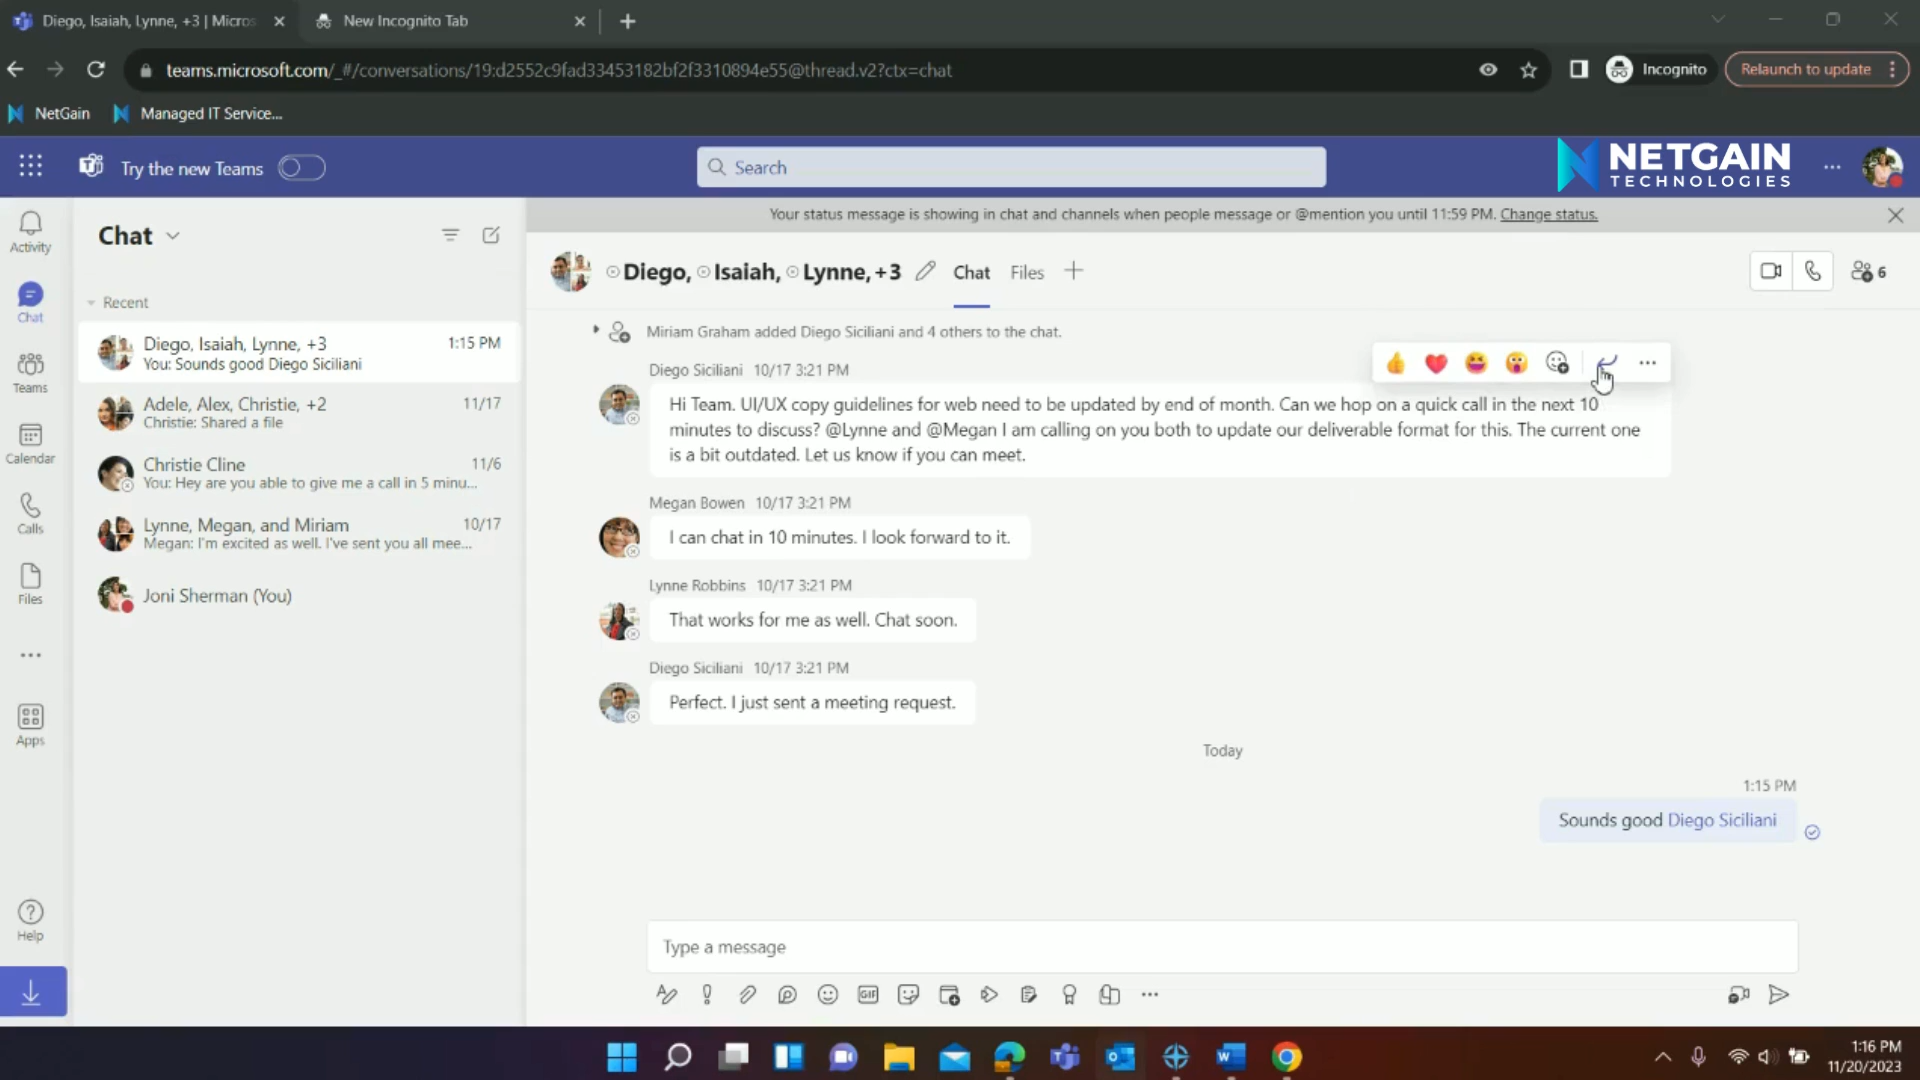 Diego, Isaiah, Lynne, +3 | Micros
New Incognito Tab
teams.microsoft.com/_#/conversations/19:d2552c9fad33453182bf2f3310894e55@thread.v2?ctx=chat
Incognito
Relaunch to update
NetGain
Managed IT Service...
Try the new Teams
Search
NETGAIN
TECHNOLOGIES
Your status message is showing in chat and channels when people message or @mention you until 11:59 PM. Change status.
Activity
Chat
Teams
Calendar
Calls
Files
Apps
Help
Chat
Recent
Diego, Isaiah, Lynne, +3 1:15 PM
You: Sounds good Diego Siciliani
Adele, Alex, Christie, +2 11/17
Christie: Shared a file
Christie Cline 11/6
You: Hey are you able to give me a call in 5 minu...
Lynne, Megan, and Miriam 10/17
Megan: I'm excited as well. I've sent you all mee...
Joni Sherman (You)
Diego, Isaiah, Lynne, +3
Chat
Files
6
Miriam Graham added Diego Siciliani and 4 others to the chat.
Diego Siciliani 10/17 3:21 PM
Hi Team. UI/UX copy guidelines for web need to be updated by end of month. Can we hop on a quick call in the next 10
minutes to discuss? @Lynne and @Megan I am calling on you both to update our deliverable format for this. The current one
is a bit outdated. Let us know if you can meet.
Megan Bowen 10/17 3:21 PM
I can chat in 10 minutes. I look forward to it.
Lynne Robbins 10/17 3:21 PM
That works for me as well. Chat soon.
Diego Siciliani 10/17 3:21 PM
Perfect. I just sent a meeting request.
Today
1:15 PM
Sounds good Diego Siciliani
Type a message
GIF
1:16 PM
11/20/2023